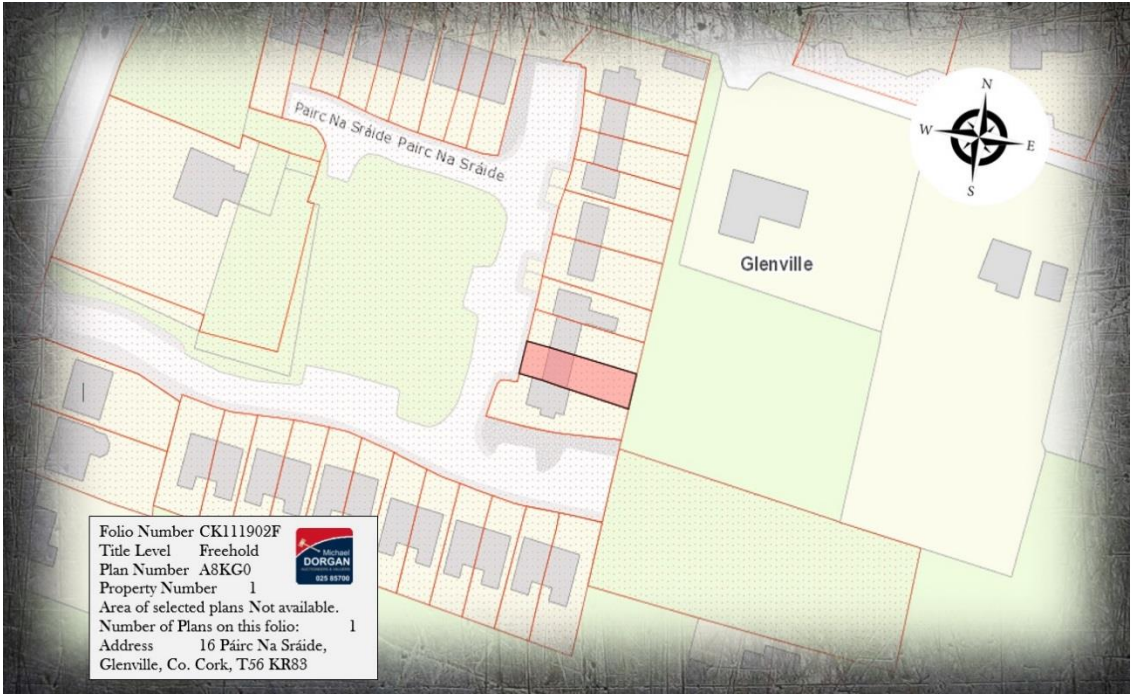 Pairc Na Sráide Pairc Na Sráide
N
W
E
S
Glenville
Folio Number CK111902F
Title Level Freehold
Plan Number A8KG0
Property Number 1
Area of selected plans Not available.
Number of Plans on this folio: 1
Address 16 Páirc Na Sráide,
Glenville, Co. Cork, T56 KR83
Michael
DORGAN
AUCTIONEERS & VALUERS
025 85700